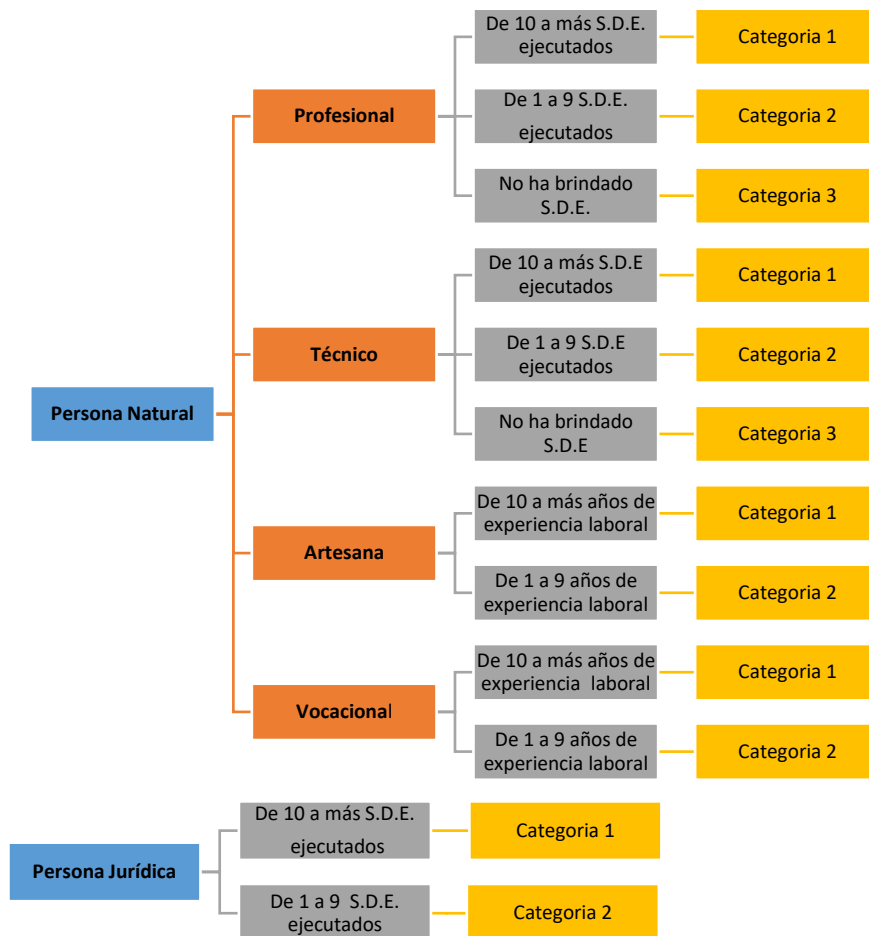 Persona Natural
Profesional
De 10 a más S.D.E.
ejecutados
Categoria 1
De 1 a 9 S.D.E.
ejecutados
Categoria 2
No ha brindado
S.D.E.
Categoria 3
Técnico
De 10 a más S.D.E
ejecutados
Categoria 1
De 1 a 9 S.D.E
ejecutados
Categoria 2
No ha brindado
S.D.E
Categoria 3
Artesana
De 10 a más años de
experiencia laboral
Categoria 1
De 1 a 9 años de
experiencia laboral
Categoria 2
Vocacional
De 10 a más años de
experiencia laboral
Categoria 1
De 1 a 9 años de
experiencia laboral
Categoria 2
Persona Jurídica
De 10 a más S.D.E.
ejecutados
Categoria 1
De 1 a 9 S.D.E.
ejecutados
Categoria 2